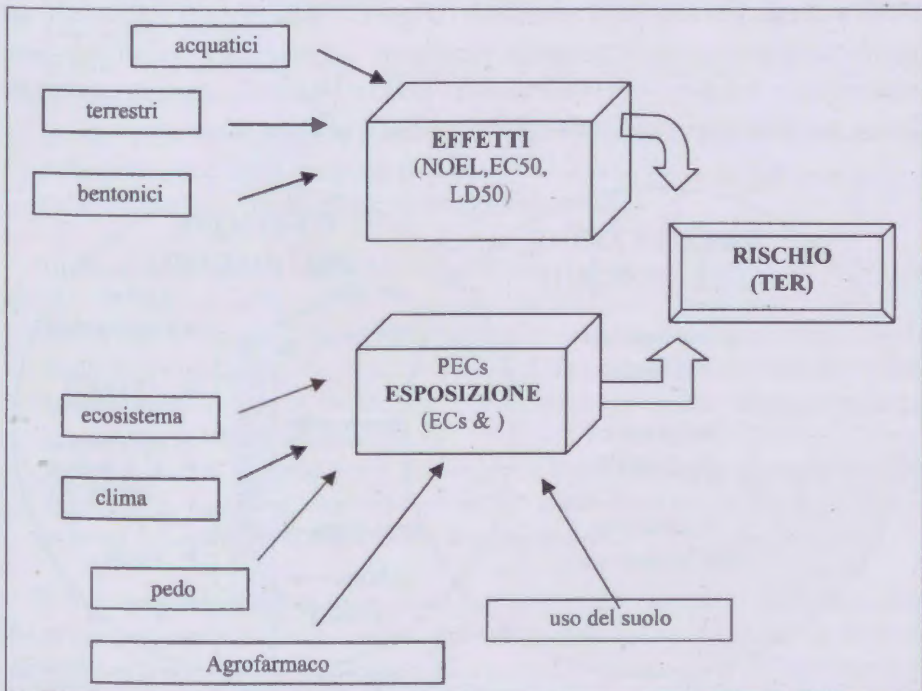 acquatici
terrestri
bentonici
EFFETTI
(NOEL,EC50,
LD50)
RISCHIO
(TER)
PECs
ESPOSIZIONE
(ECs & )
ecosistema
clima
pedo
Agrofarmaco
uso del suolo